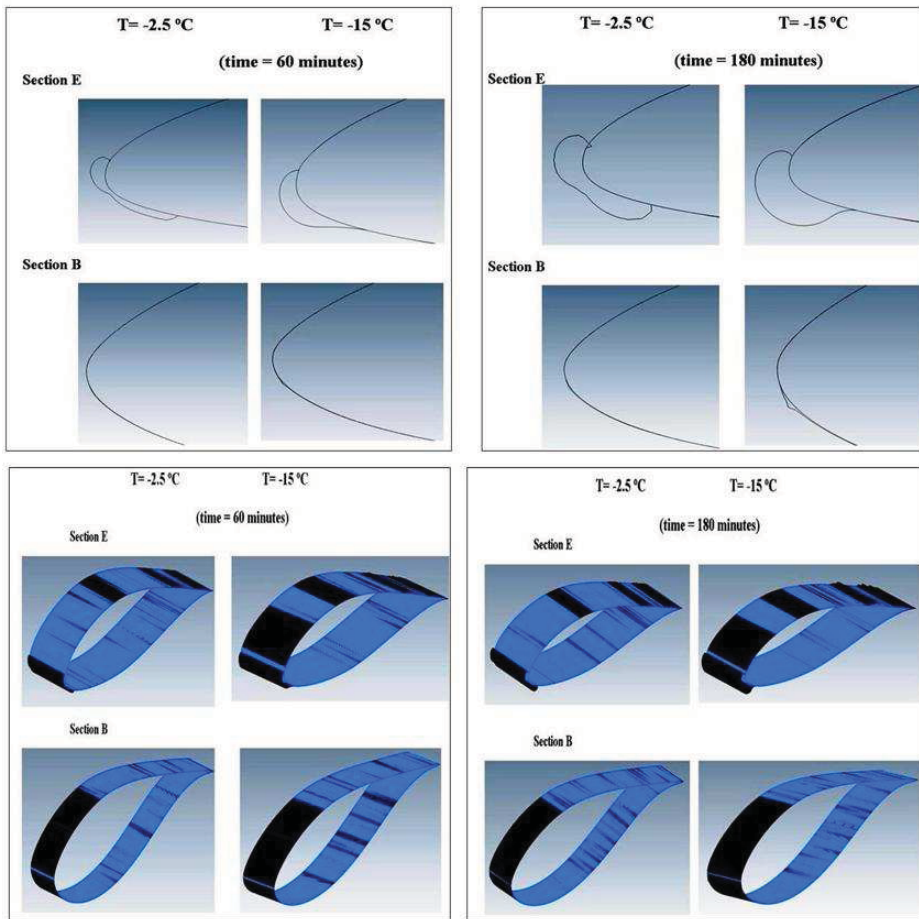 T= -2.5 ºC T= -15 ºC
(time = 60 minutes)
Section E
Section B
T= -2.5 ºC T= -15 ºC
(time = 180 minutes)
Section E
Section B
T= -2.5 ºC T= -15 ºC
(time = 60 minutes)
Section E
Section B
T= -2.5 ºC T= -15 ºC
(time = 180 minutes)
Section E
Section B